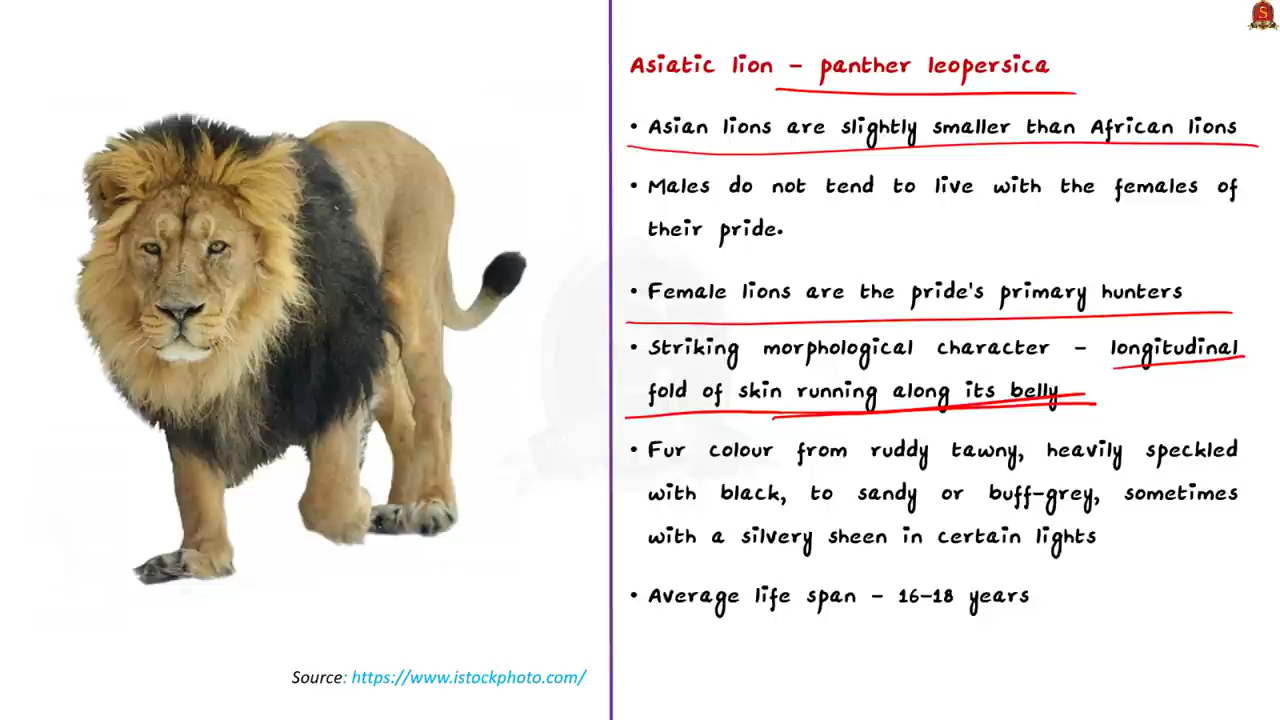 Asiatic lion – panther leopersica
• Asian lions are slightly smaller than African lions
• Males do not tend to live with the females of
their pride.
• Female lions are the pride's primary hunters
• Striking morphological character – longitudinal
fold of skin running along its belly
• Fur colour from ruddy tawny, heavily speckled
with black, to sandy or buff-grey, sometimes
with a silvery sheen in certain lights
• Average life span – 16–18 years
Source: https://www.istockphoto.com/